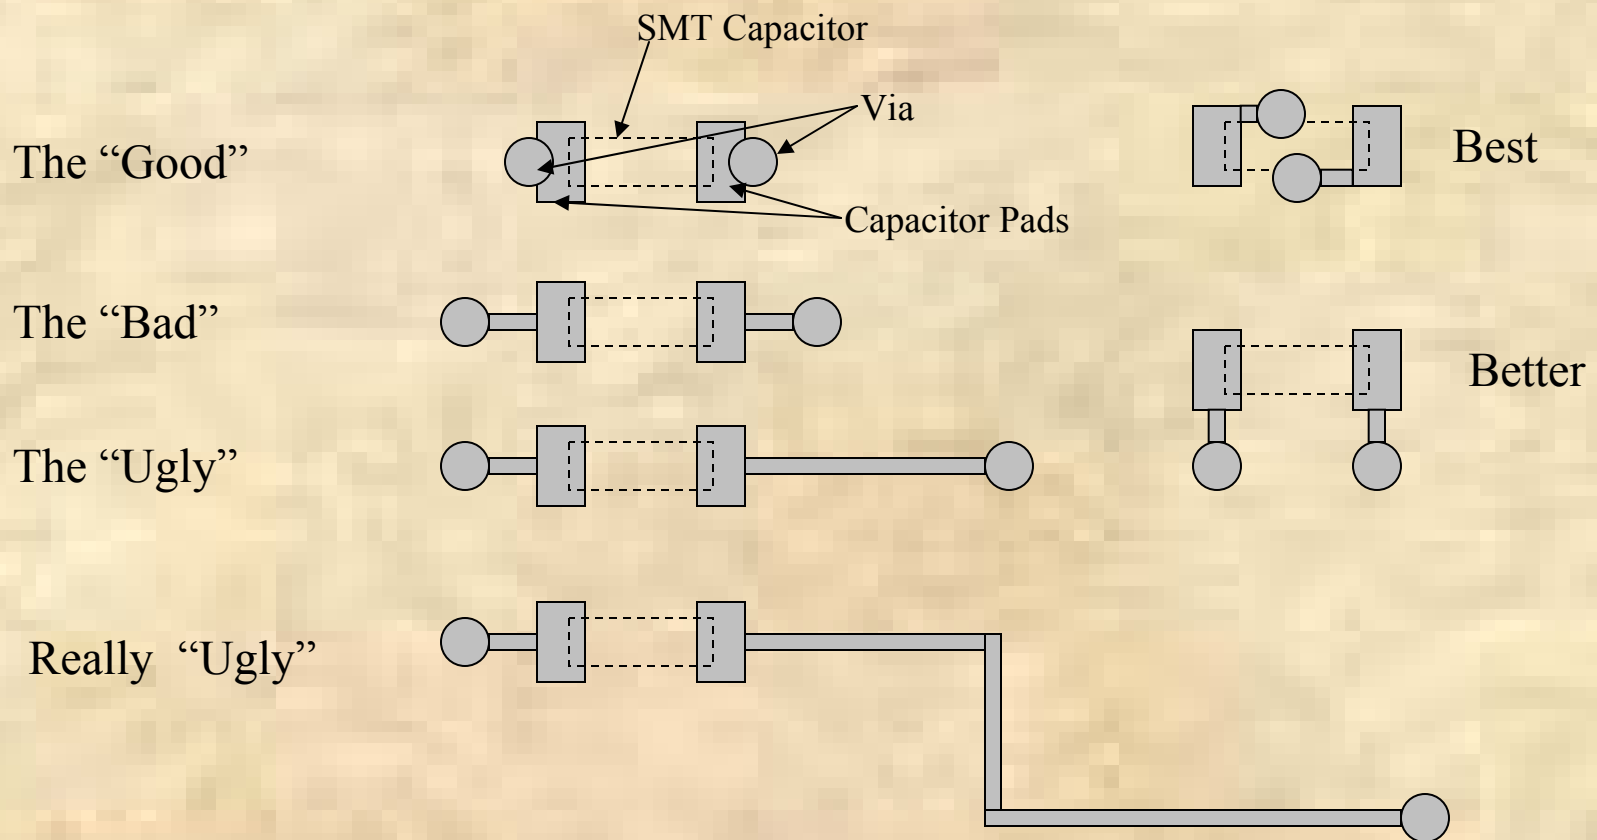 SMT Capacitor
Via
The “Good”
Best
Capacitor Pads
The “Bad”
Better
The “Ugly”
Really “Ugly”